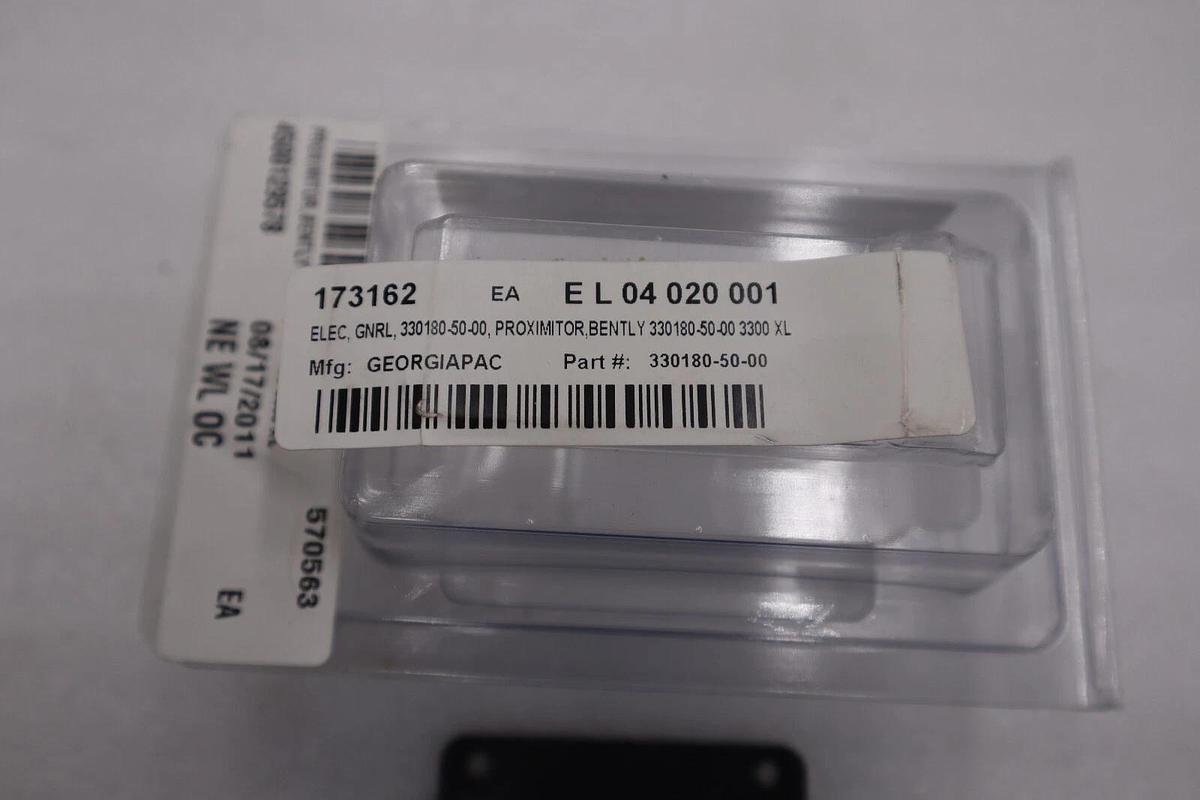 173162 EA E L 04 020 001
ELEC, GNRL, 330180-50-00, PROXIMITOR,BENTLY 330180-50-00 3300 XL
Mfg: GEORGIAPAC Part #: 330180-50-00
PROXIMITOR
570563
08/17/2011
NE WL OC EA